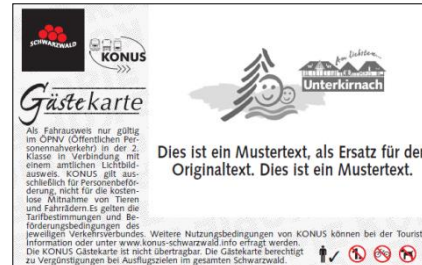 SCHWARZWALD
KONUS
Gästekarte
Als Fahrausweis nur gültig
im ÖPNV (Öffentlichen Per-
sonennahverkehr) in der 2.
Klasse in Verbindung mit
einem amtlichen Lichtbild-
ausweis. KONUS gilt aus-
schließlich für Personenbeför-
derung, nicht für die kosten-
lose Mitnahme von Tieren
und Fahrrädern.Es gelten die
Tarifbestimmungen und Be-
förderungsbedingungen des
jeweiligen Verkehrsverbundes. Weitere Nutzungsbedingungen von KONUS können bei der Tourist
Information oder unter www.konus-schwarzwald.info erfragt werden.
Die KONUS Gästekarte ist nicht übertragbar. Die Gästekarte berechtigt
zu Vergünstigungen bei Ausflugszielen im gesamten Schwarzwald.
Am Liebsten
Unterkirnach
Dies ist ein Mustertext, als Ersatz für den
Originaltext. Dies ist ein Mustertext.